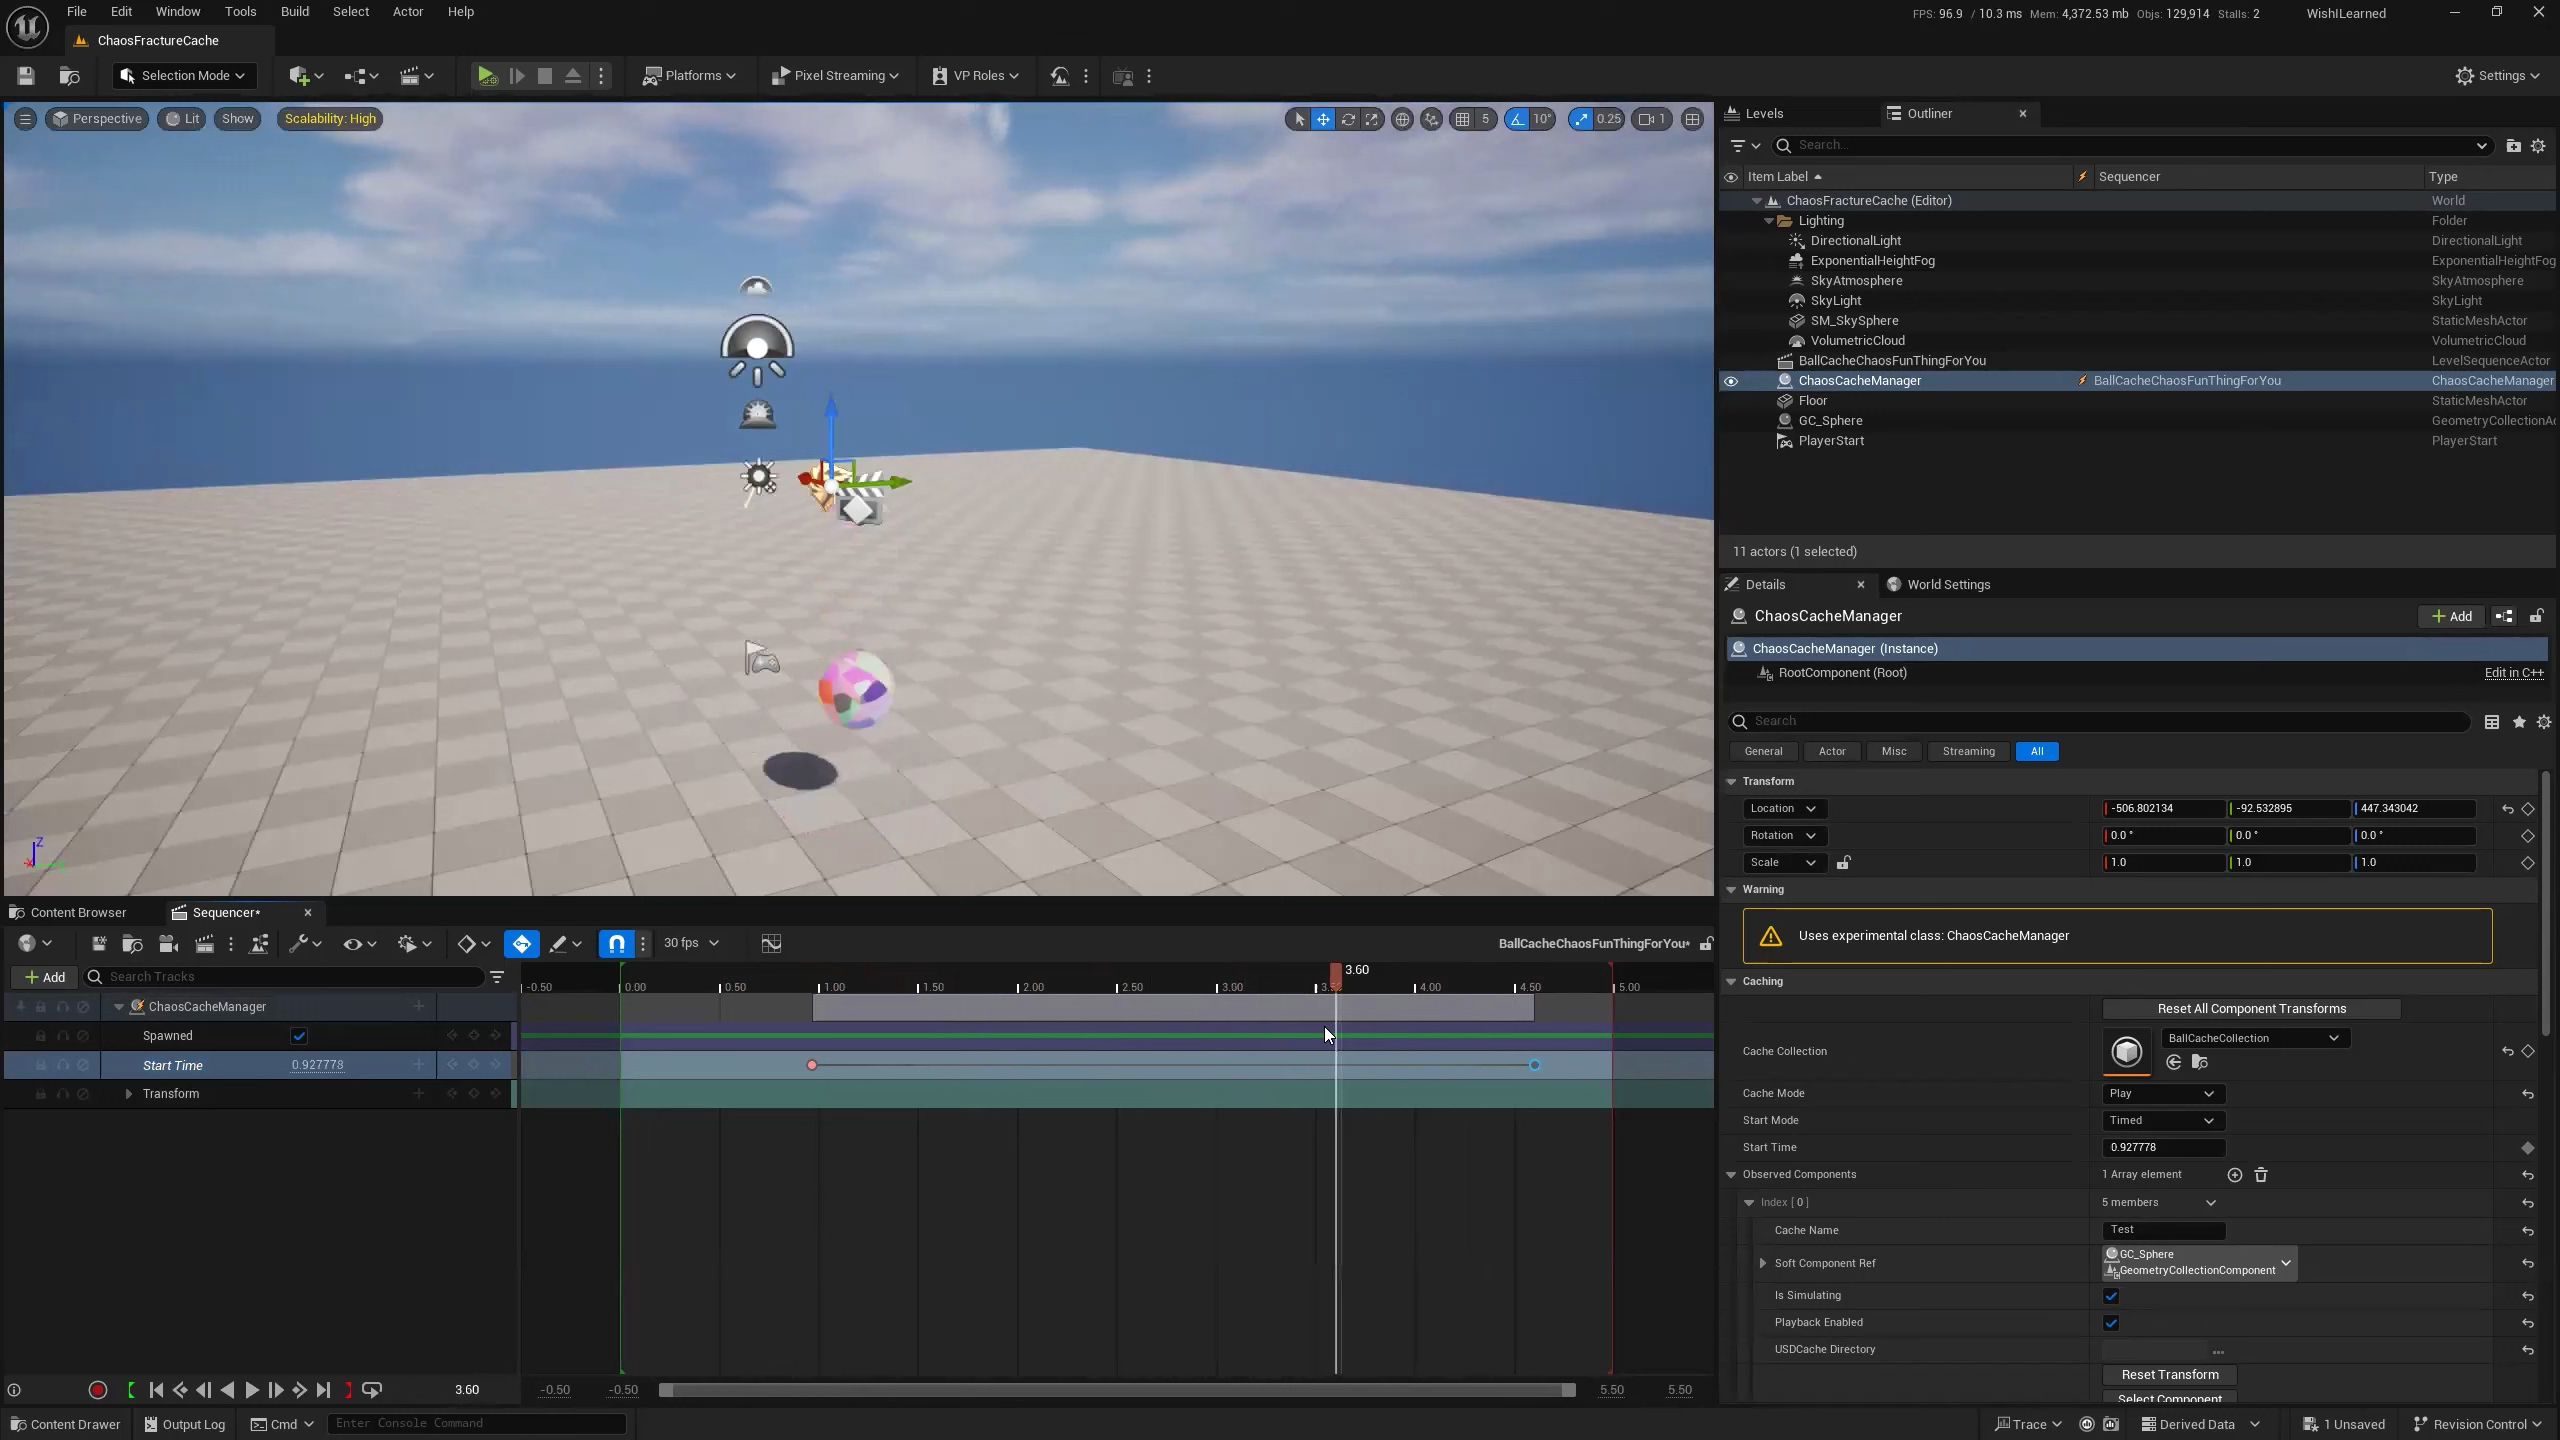 File Edit Window Tools Build Select Actor Help
FPS: 96.9 / 10.3 ms Mem: 4,372.53 mb Objs: 129,914 Stalls: 2 WishILearned
ChaosFractureCache
Selection Mode Platforms Pixel Streaming VP Roles Settings
Perspective Lit Show Scalability: High 5 10° 0.25 1
Levels Outliner
Search...
Item Label Sequencer Type
ChaosFractureCache (Editor) World
Lighting Folder
DirectionalLight DirectionalLight
ExponentialHeightFog ExponentialHeightFog
SkyAtmosphere SkyAtmosphere
SkyLight SkyLight
SM_SkySphere StaticMeshActor
VolumetricCloud VolumetricCloud
BallCacheChaosFunThingForYou LevelSequenceActor
ChaosCacheManager BallCacheChaosFunThingForYou ChaosCacheManager
Floor StaticMeshActor
GC_Sphere GeometryCollectionAc
PlayerStart PlayerStart
11 actors (1 selected)
Details World Settings
ChaosCacheManager Add
ChaosCacheManager (Instance)
RootComponent (Root) Edit in C++
Search
General Actor Misc Streaming All
Transform
Location -506.802134 -92.532895 447.343042
Rotation 0.0 ° 0.0 ° 0.0 °
Scale 1.0 1.0 1.0
Warning
Uses experimental class: ChaosCacheManager
Caching
Reset All Component Transforms
Cache Collection BallCacheCollection
Cache Mode Play
Start Mode Timed
Start Time 0.927778
Observed Components 1 Array element
Index [ 0 ] 5 members
Cache Name Test
Soft Component Ref GC_Sphere
GeometryCollectionComponent
Is Simulating
Playback Enabled
USDCache Directory ...
Reset Transform
Select Component
Z
Content Browser Sequencer*
30 fps BallCacheChaosFunThingForYou*
Add Search Tracks
3.60
-0.50 0.00 0.50 1.00 1.50 2.00 2.50 3.00 4.00 4.50 5.00
ChaosCacheManager
Spawned
Start Time 0.927778
Transform
3.60 -0.50 -0.50 5.50 5.50
Content Drawer Output Log Cmd Enter Console Command Trace Derived Data 1 Unsaved Revision Control